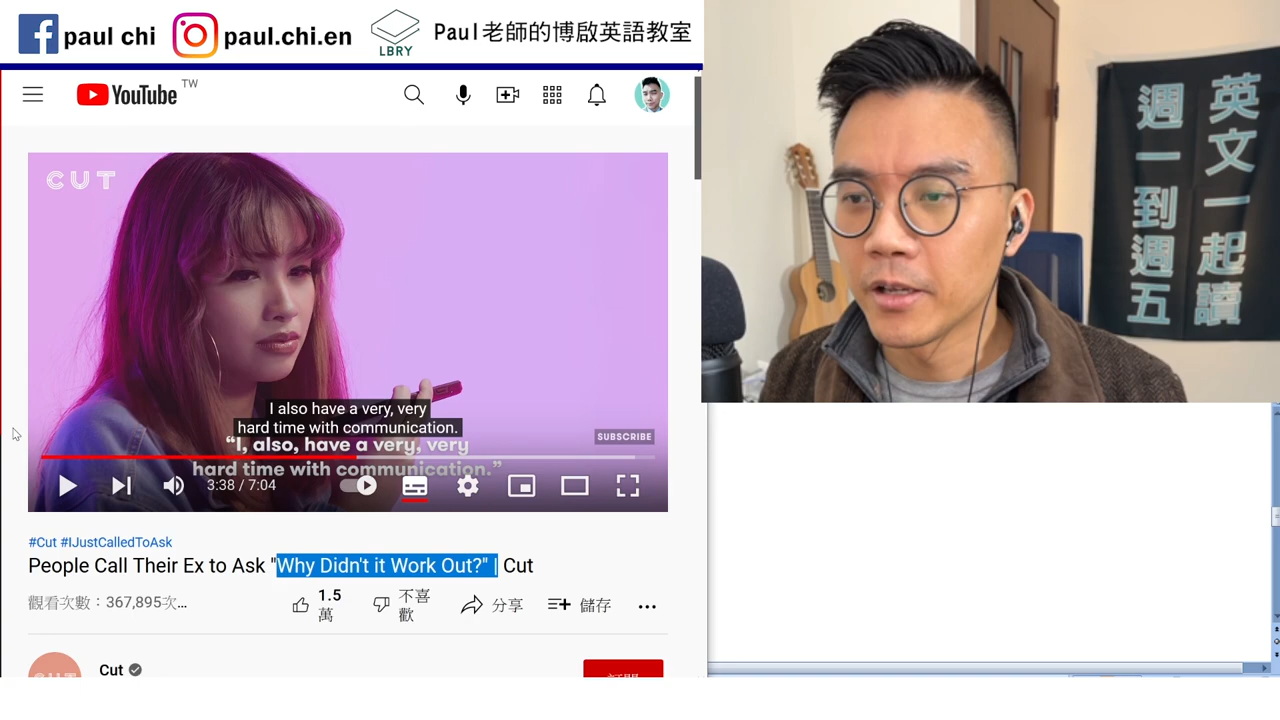 paul chi
paul.chi.en
LBRY
Paul老師的博啟英語教室
YouTube TW
CUT
I also have a very, very
hard time with communication.
“I, also, have a very, very
hard time with communication.”
SUBSCRIBE
3:38 / 7:04
#Cut #IJustCalledToAsk
People Call Their Ex to Ask "Why Didn't it Work Out?" | Cut
觀看次數：367,895次...
1.5萬
不喜歡
分享
儲存
Cut
英文一起讀
週一到週五